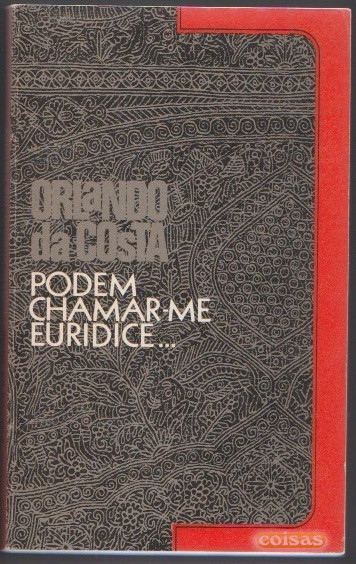 ORLaNDO
da COsTA
PODEM
CHAMAR-ME
EURIDICE...
coisas